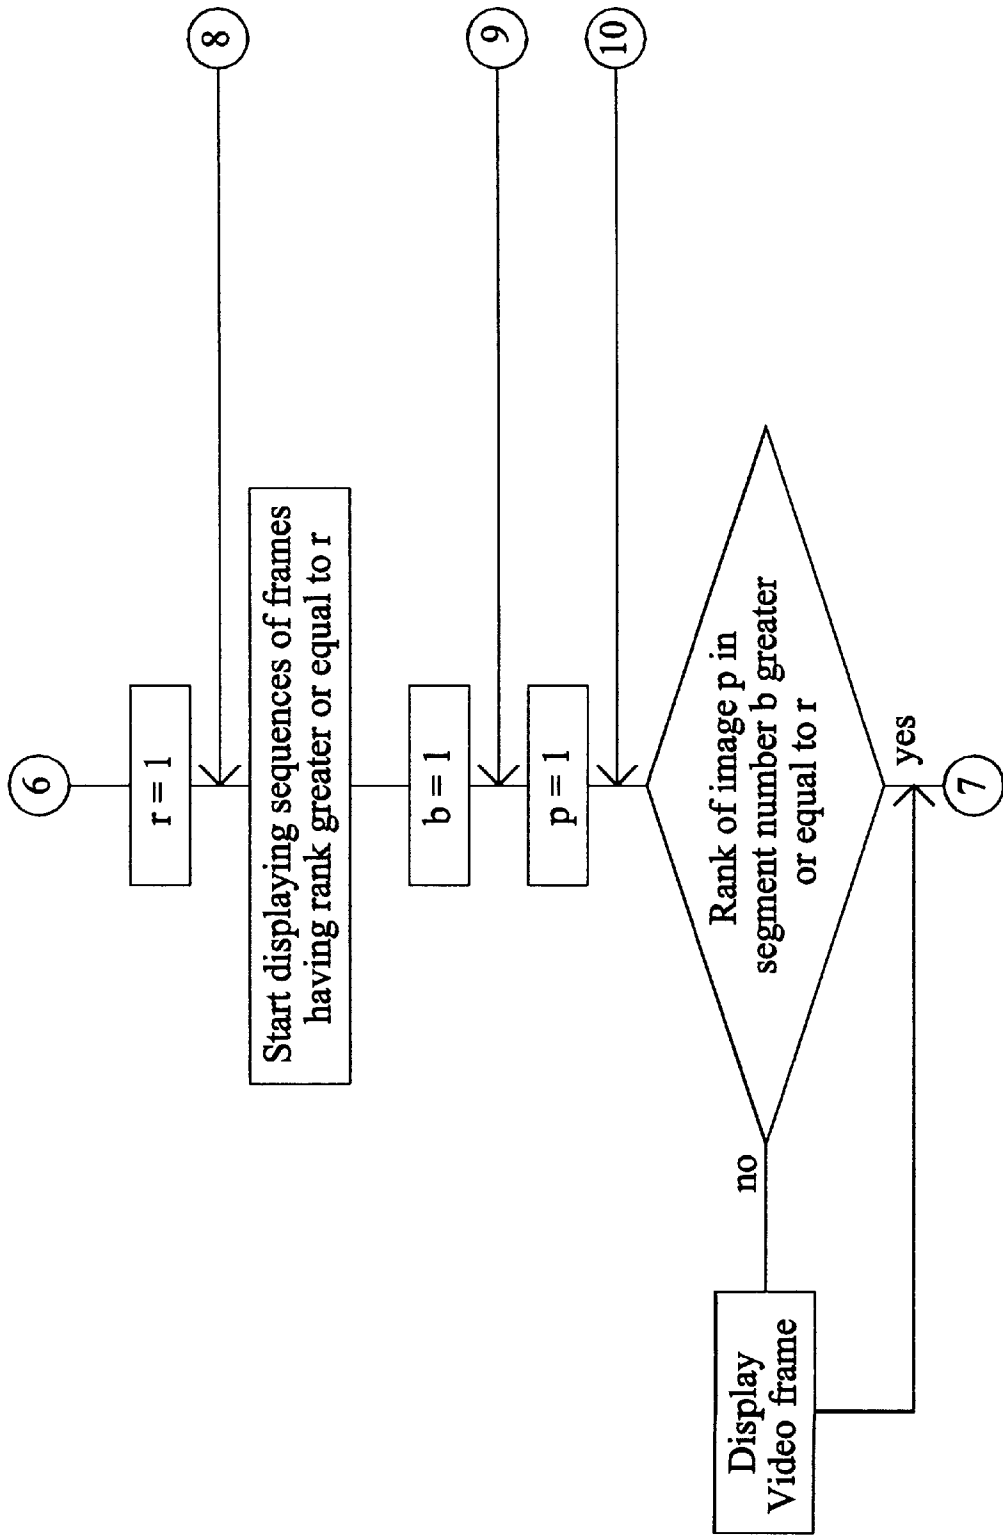 6
r = 1
8
Start displaying sequences of frames
having rank greater or equal to r
b = 1
9
p = 1
10
Rank of image p in
segment number b greater
or equal to r
no
yes
Display
Video frame
7